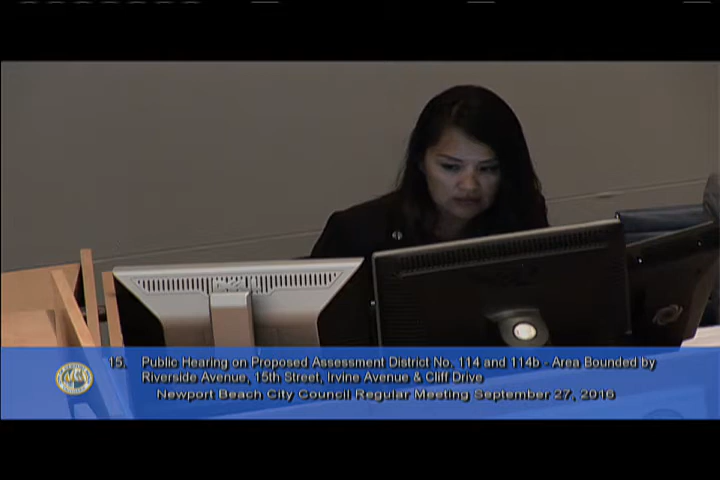 15. Public Hearing on Proposed Assessment District No. 114 and 114b - Area Bounded by
Riverside Avenue, 15th Street, Irvine Avenue & Cliff Drive
Newport Beach City Council Regular Meeting September 27, 2016